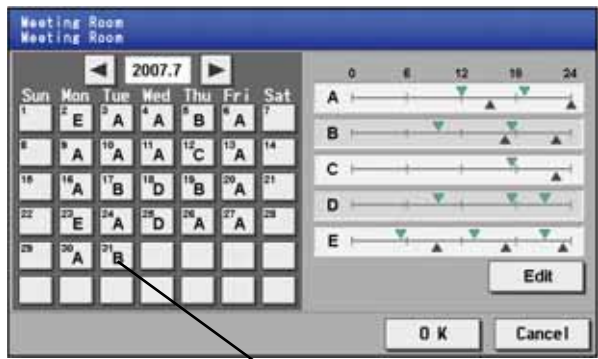 Meeting Room
Meeting Room
2007.7
Sun Mon Tue Wed Thu Fri Sat
1 2 E 3 A 4 A 5 B 6 A 7
8 9 A 10 A 11 A 12 C 13 A 14
15 16 A 17 B 18 D 19 B 20 A 21
22 23 E 24 A 25 D 26 A 27 A 28
29 30 A 31 B
0 6 12 18 24
A
B
C
D
E
Edit
OK Cancel